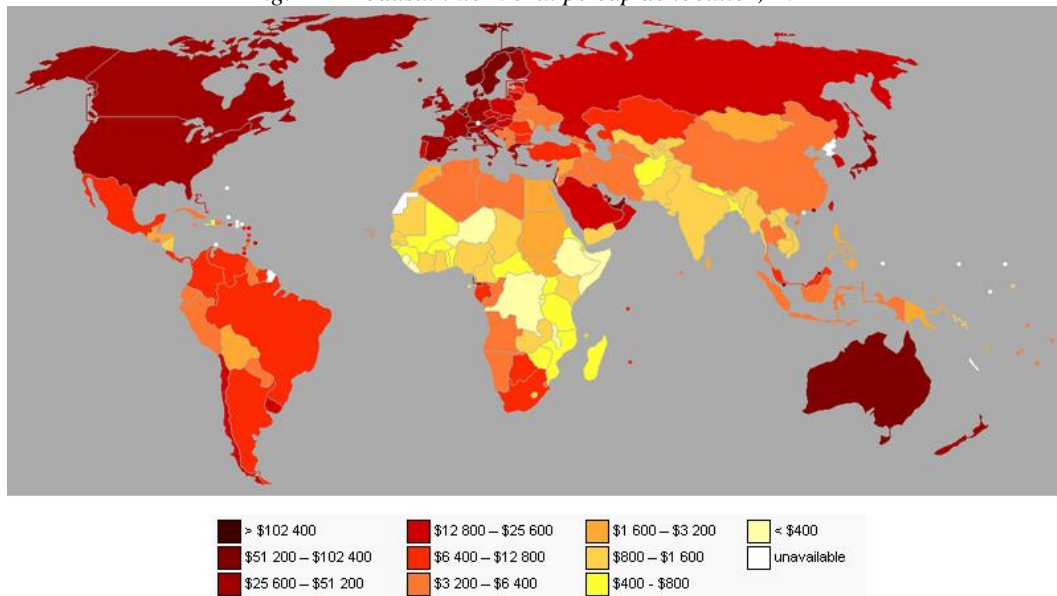 > $102 400
$51 200 – $102 400
$25 600 – $51 200
$12 800 – $25 600
$6 400 – $12 800
$3 200 – $6 400
$1 600 – $3 200
$800 – $1 600
$400 - $800
< $400
unavailable